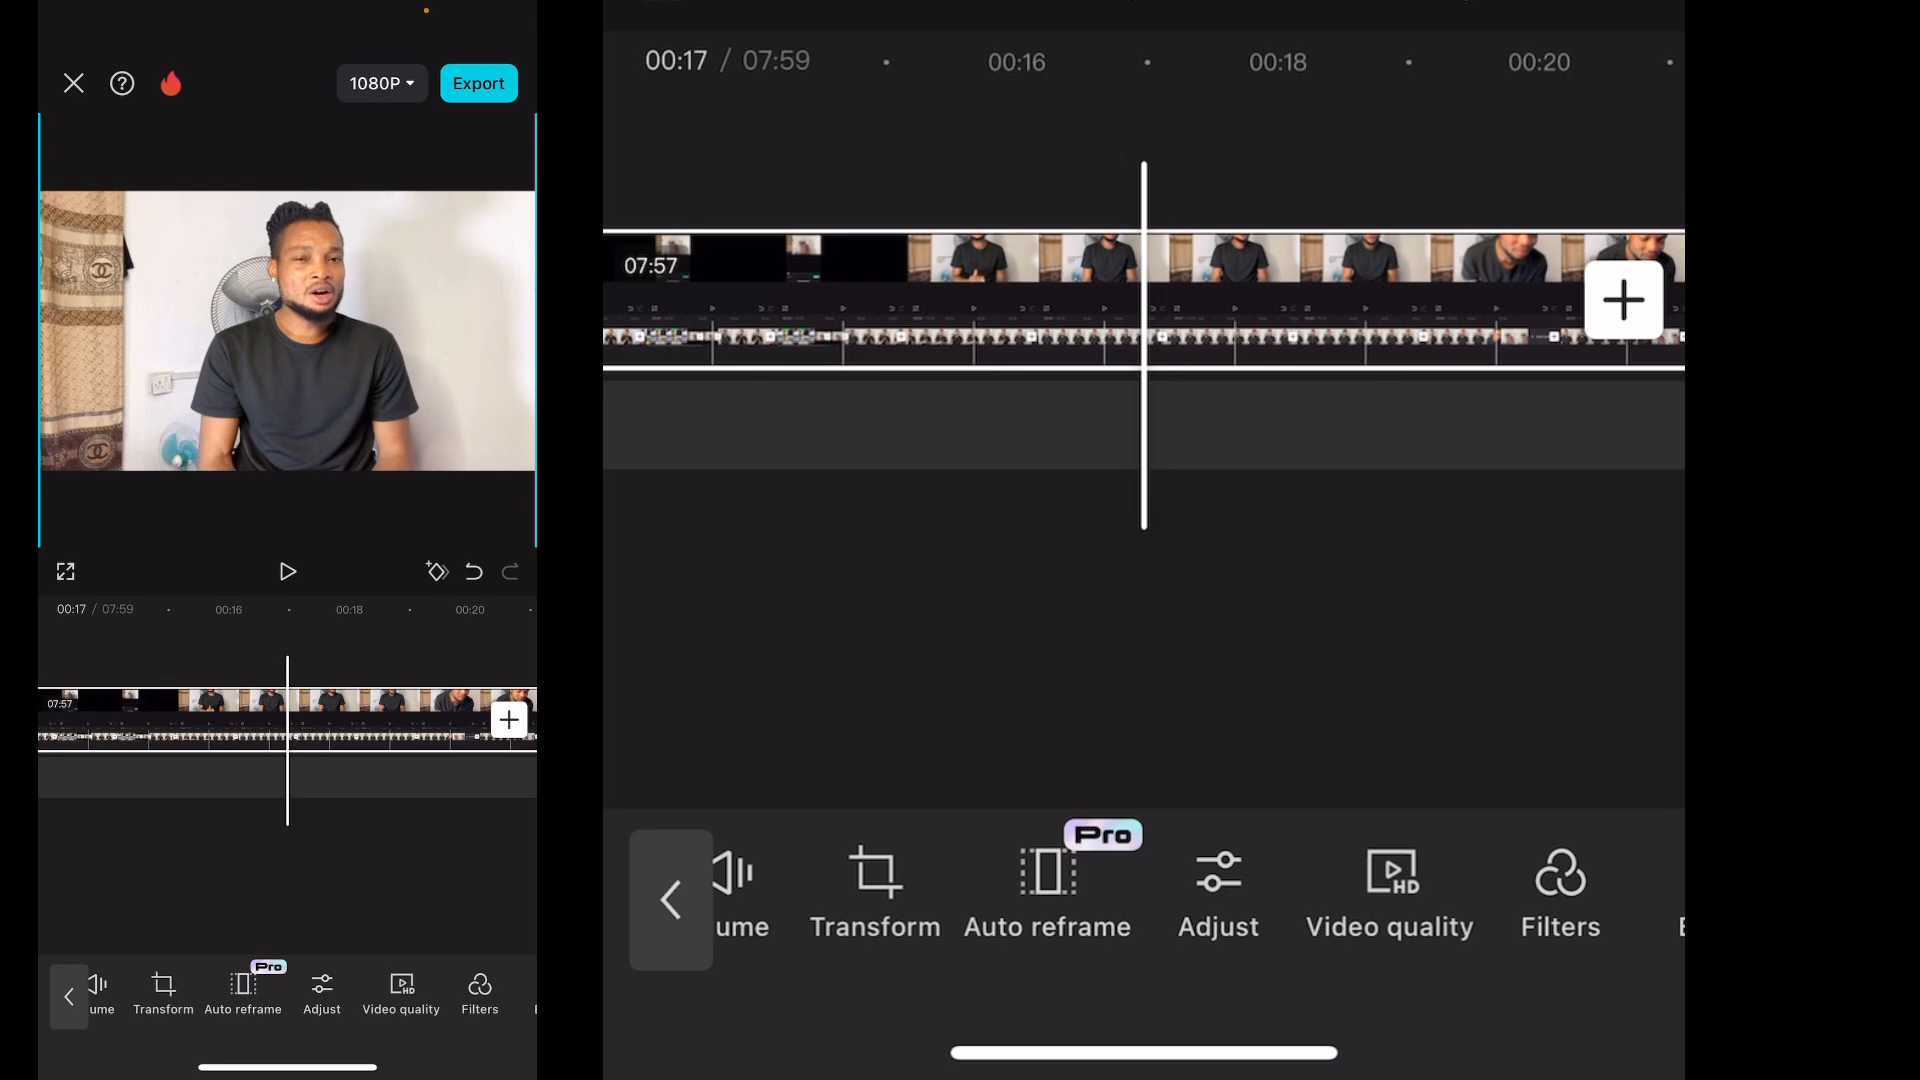 1080P
Export
00:17 / 07:59
00:16
00:18
00:20
07:57
Pro
ume
Transform
Auto reframe
Adjust
Video quality
Filters
00:17 / 07:59
00:16
00:18
00:20
07:57
Pro
ume
Transform
Auto reframe
Adjust
HD
Video quality
Filters